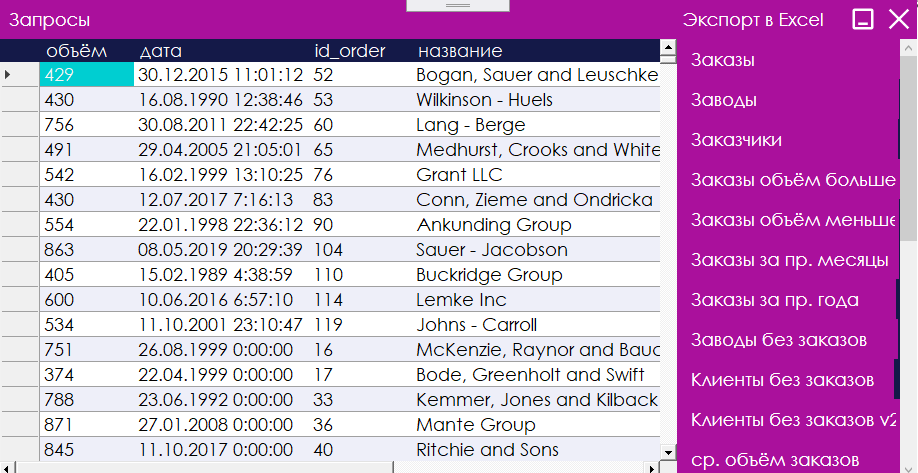 Запросы
Экспорт в Excel
объём дата id_order название
429 30.12.2015 11:01:12 52 Bogan, Sauer and Leuschke
430 16.08.1990 12:38:46 53 Wilkinson - Huels
756 30.08.2011 22:42:25 60 Lang - Berge
491 29.04.2005 21:05:01 65 Medhurst, Crooks and White
542 16.02.1999 13:10:25 76 Grant LLC
430 12.07.2017 7:16:13 83 Conn, Zieme and Ondricka
554 22.01.1998 22:36:12 90 Ankunding Group
863 08.05.2019 20:29:39 104 Sauer - Jacobson
405 15.02.1989 4:38:59 110 Buckridge Group
600 10.06.2016 6:57:10 114 Lemke Inc
534 11.10.2001 23:10:47 119 Johns - Carroll
751 26.08.1999 0:00:00 16 McKenzie, Raynor and Bauc
374 22.04.1999 0:00:00 17 Bode, Greenholt and Swift
788 23.06.1992 0:00:00 33 Kemmer, Jones and Kilback
871 27.01.2008 0:00:00 36 Mante Group
845 11.10.2017 0:00:00 40 Ritchie and Sons
Заказы
Заводы
Заказчики
Заказы объём больше
Заказы объём меньше
Заказы за пр. месяцы
Заказы за пр. года
Заводы без заказов
Клиенты без заказов
Клиенты без заказов v2
ср. объём заказов